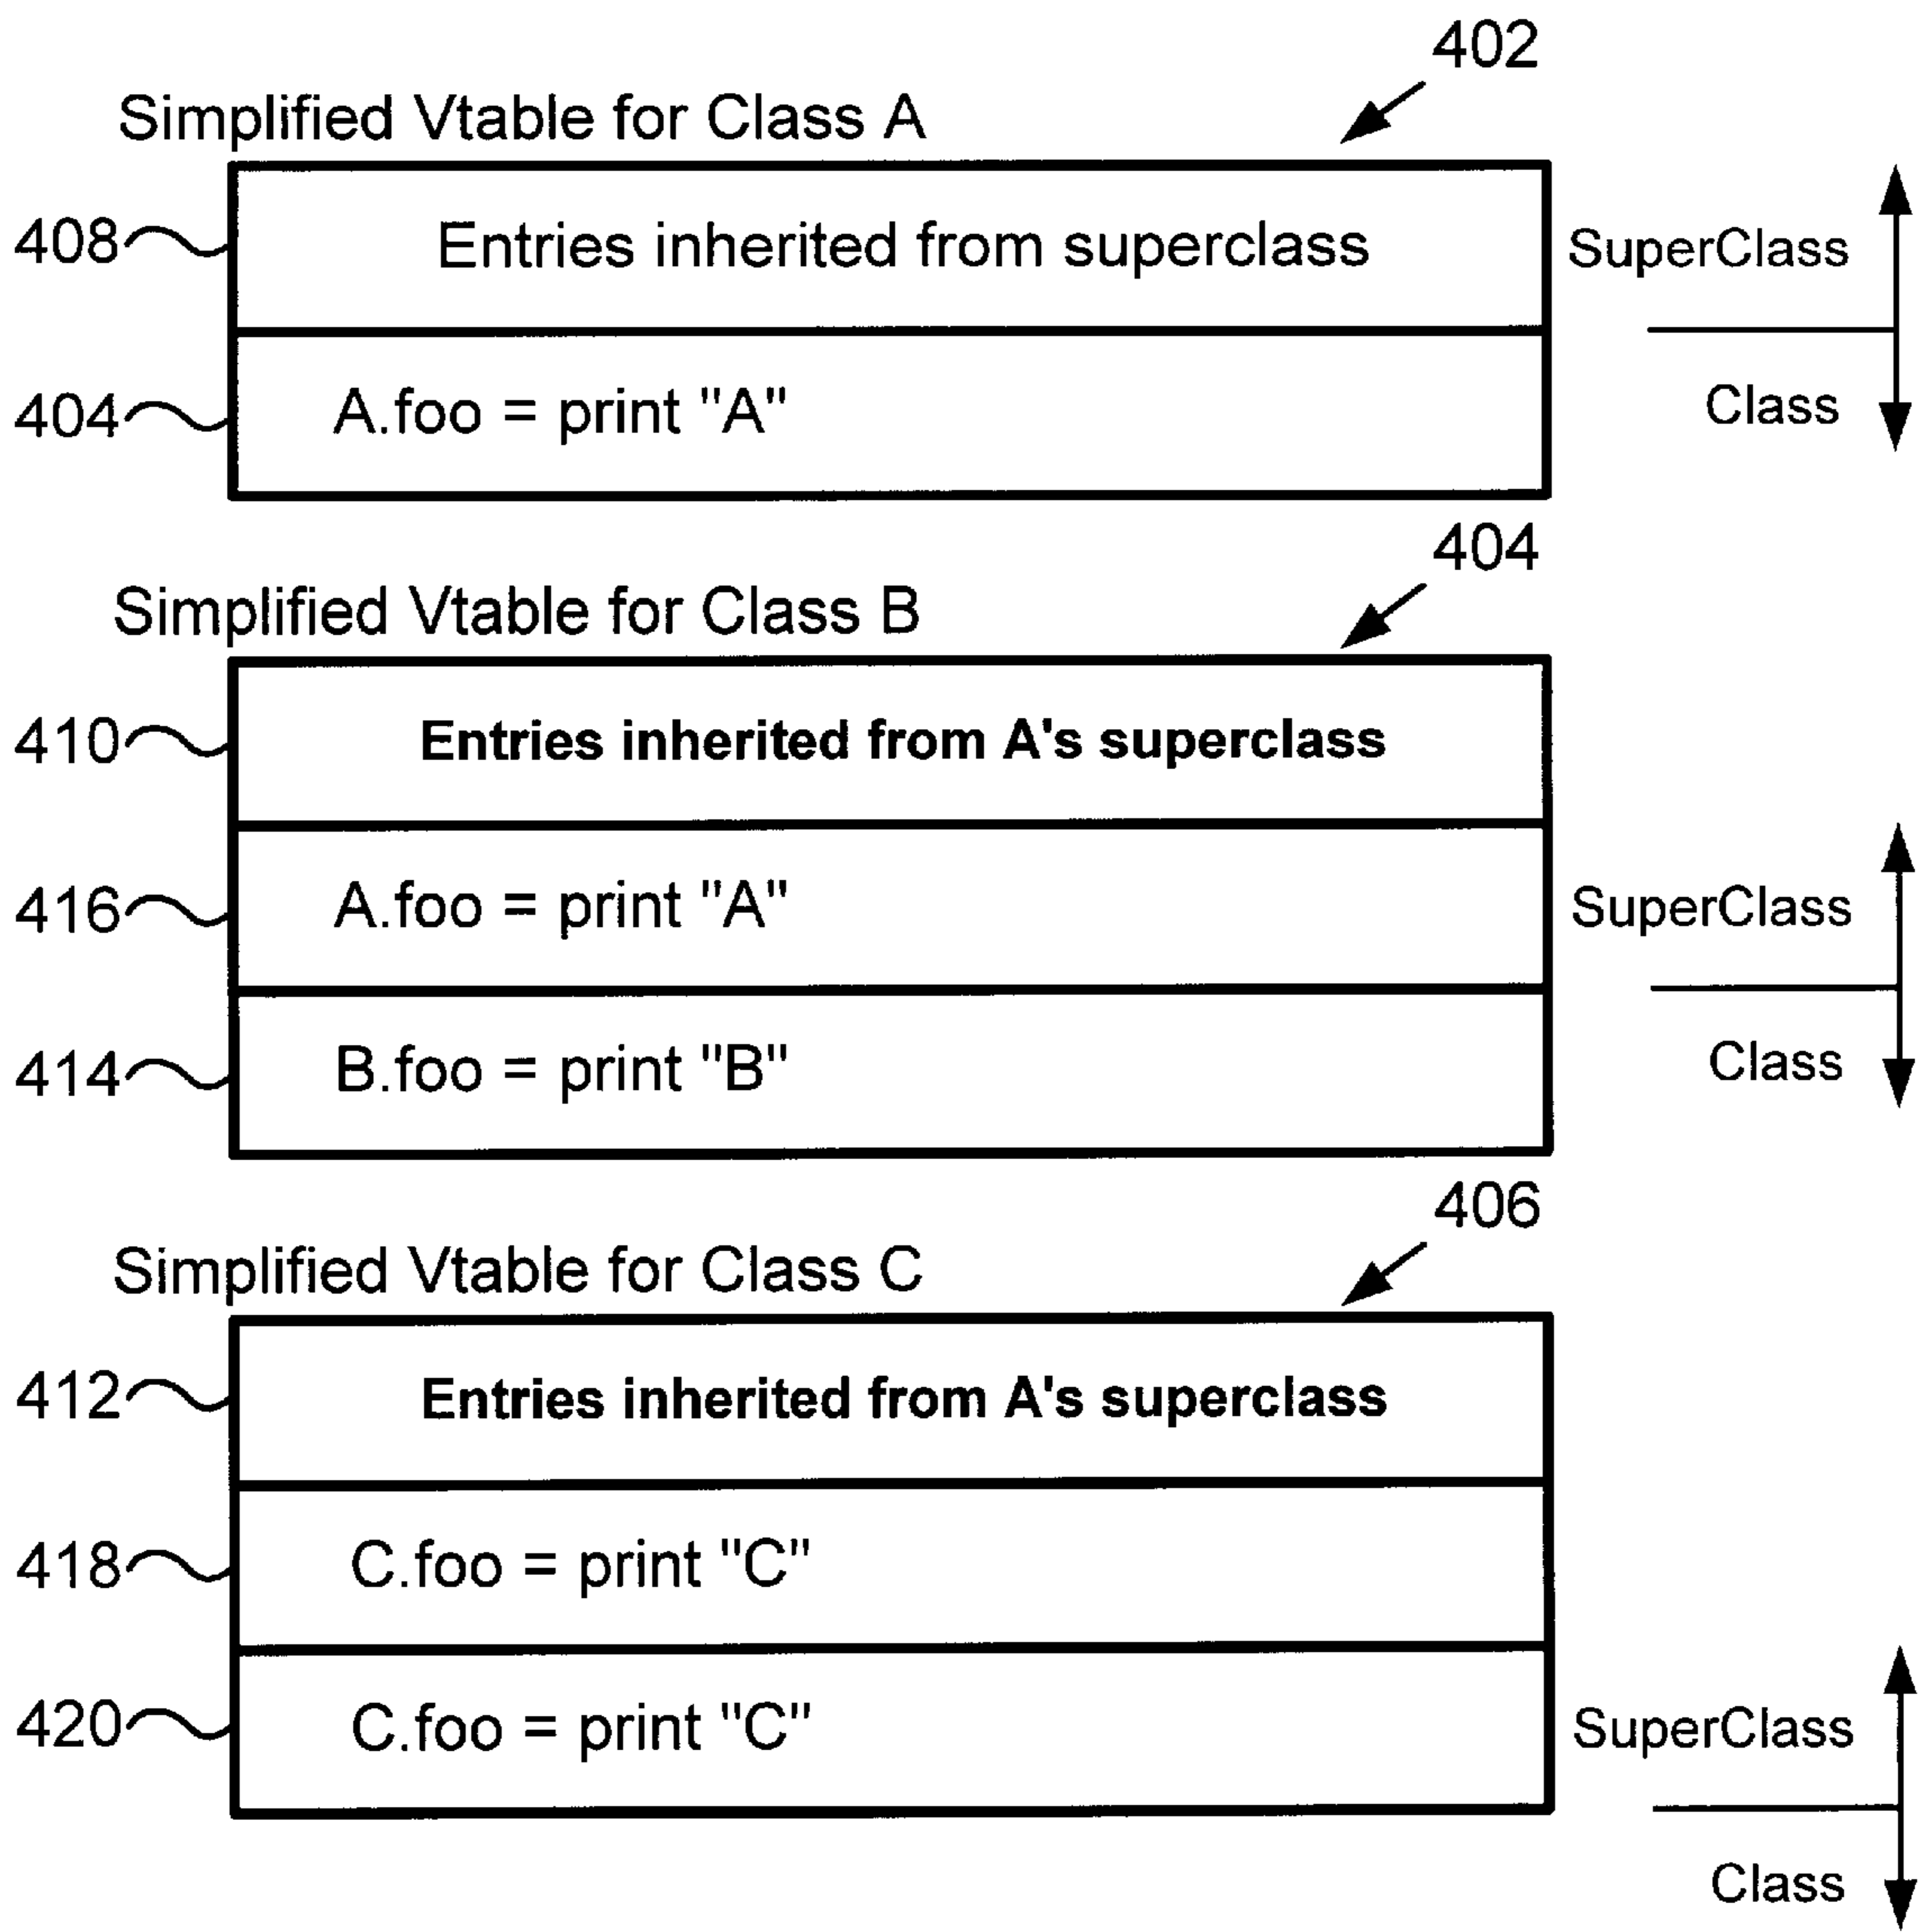 402
Simplified Vtable for Class A
408
Entries inherited from superclass
SuperClass
404
A.foo = print "A"
Class
404
Simplified Vtable for Class B
410
Entries inherited from A's superclass
416
A.foo = print "A"
SuperClass
414
B.foo = print "B"
Class
406
Simplified Vtable for Class C
412
Entries inherited from A's superclass
418
C.foo = print "C"
420
C.foo = print "C"
SuperClass
Class